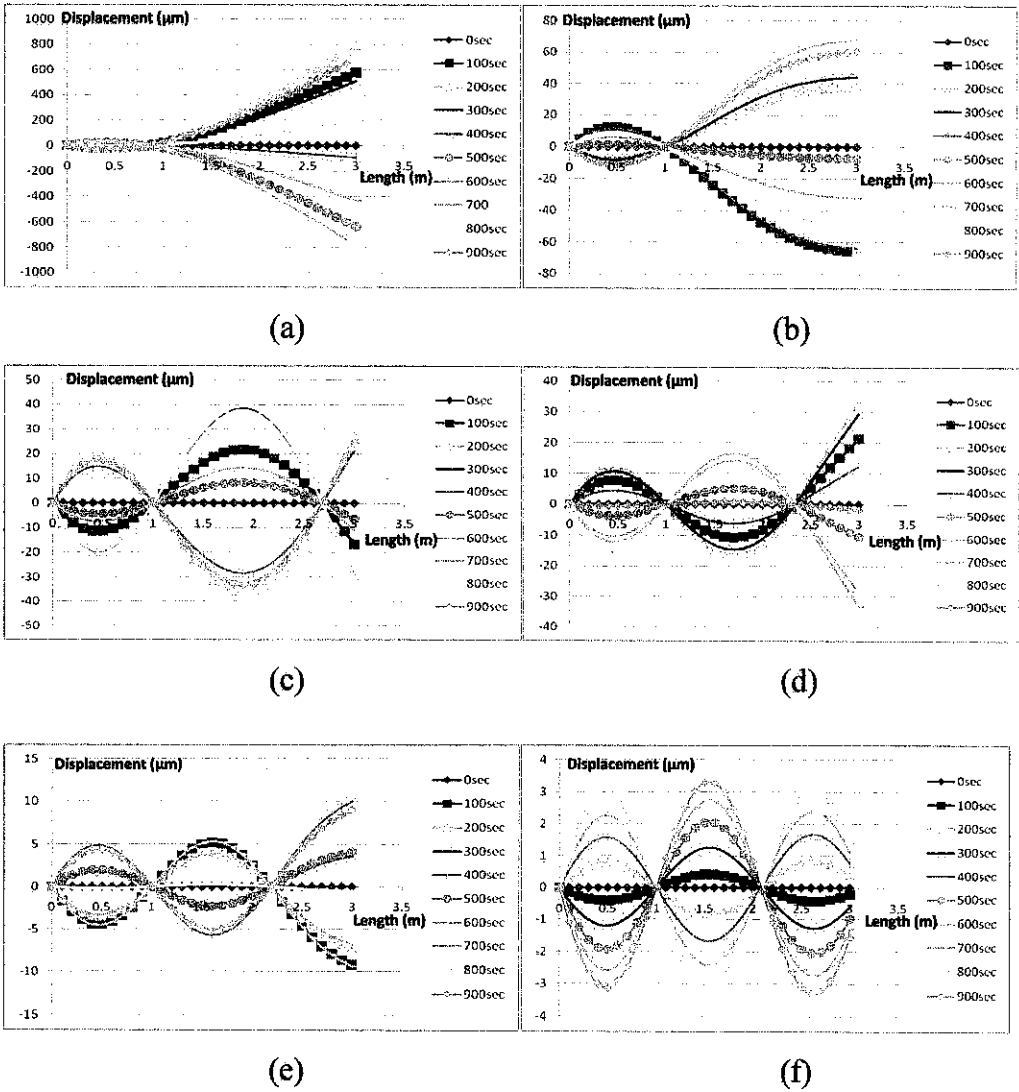 Displacement (µm)
1000
800
600
400
200
0
-200
-400
-600
-800
-1000
0 0.5 1 1.5 2 2.5 3 3.5
Length (m)
0sec
100sec
200sec
300sec
400sec
500sec
600sec
700
800sec
900sec
(a)
Displacement (µm)
80
60
40
20
0
-20
-40
-60
-80
0 0.5 1 1.5 2 2.5 3 3.5
Length (m)
0sec
100sec
200sec
300sec
400sec
500sec
600sec
700sec
800sec
900sec
(b)
Displacement (µm)
50
40
30
20
10
0
-10
-20
-30
-40
-50
0 0.5 1 1.5 2 2.5 3 3.5
Length (m)
0sec
100sec
200sec
300sec
400sec
500sec
600sec
700sec
800sec
900sec
(c)
Displacement (µm)
40
30
20
10
0
-10
-20
-30
-40
0 0.5 1 1.5 2 2.5 3 3.5
Length (m)
0sec
100sec
200sec
300sec
400sec
500sec
600sec
700sec
800sec
900sec
(d)
Displacement (µm)
15
10
5
0
-5
-10
-15
0 0.5 1 1.5 2 2.5 3 3.5
Length (m)
0sec
100sec
200sec
300sec
400sec
500sec
600sec
700sec
800sec
900sec
(e)
Displacement (µm)
4
3
2
1
0
-1
-2
-3
-4
0 0.5 1 1.5 2 2.5 3 3.5
Length (m)
0sec
100sec
200sec
300sec
400sec
500sec
600sec
700sec
800sec
900sec
(f)